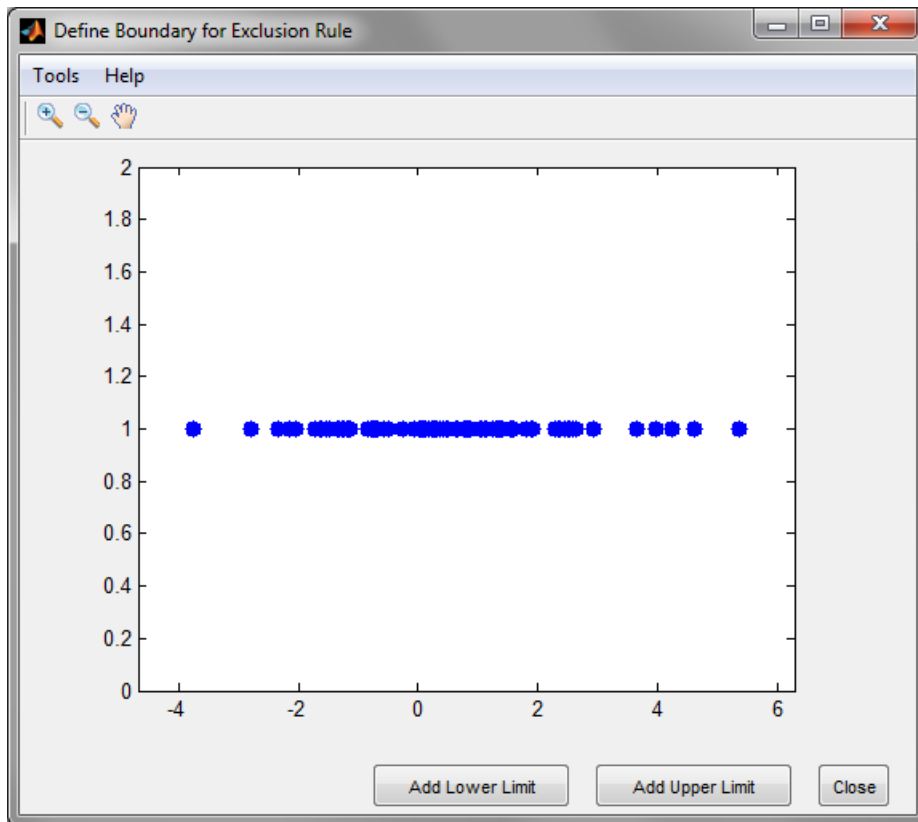 Define Boundary for Exclusion Rule
Tools Help
2
1.8
1.6
1.4
1.2
1
0.8
0.6
0.4
0.2
0
-4 -2 0 2 4 6
Add Lower Limit Add Upper Limit Close